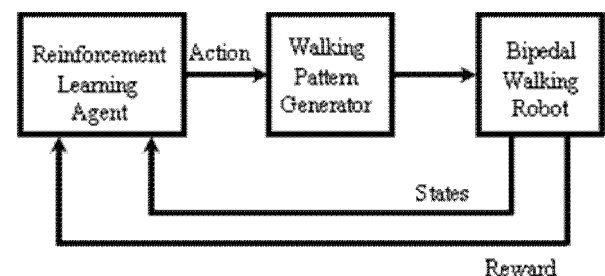 Reinforcement
Learning
Agent
Action
Walking
Pattern
Generator
Bipedal
Walking
Robot
States
Reward